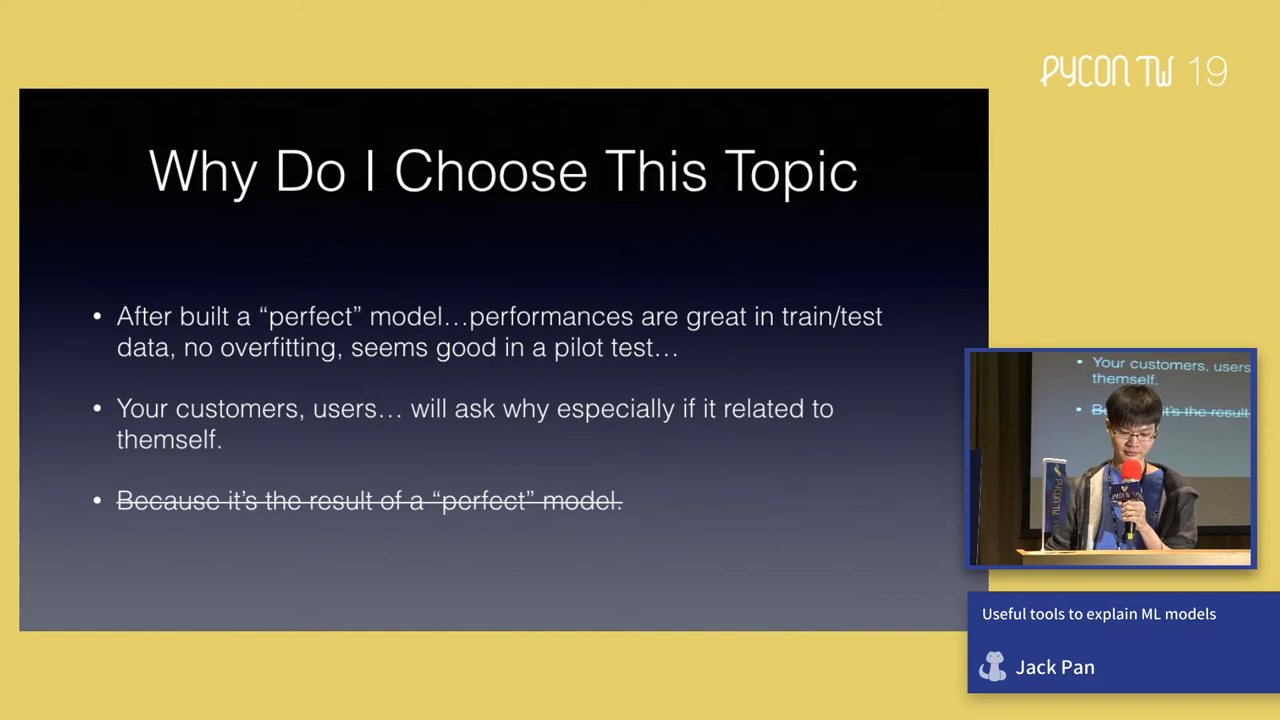 PYCON TW 19
Why Do I Choose This Topic
• After built a “perfect” model…performances are great in train/test
data, no overfitting, seems good in a pilot test…
• Your customers, users… will ask why especially if it related to
themself.
• Because it’s the result of a “perfect” model.
• Your customers, users
themself.
it’s the result
PYCON TW
Useful tools to explain ML models
Jack Pan